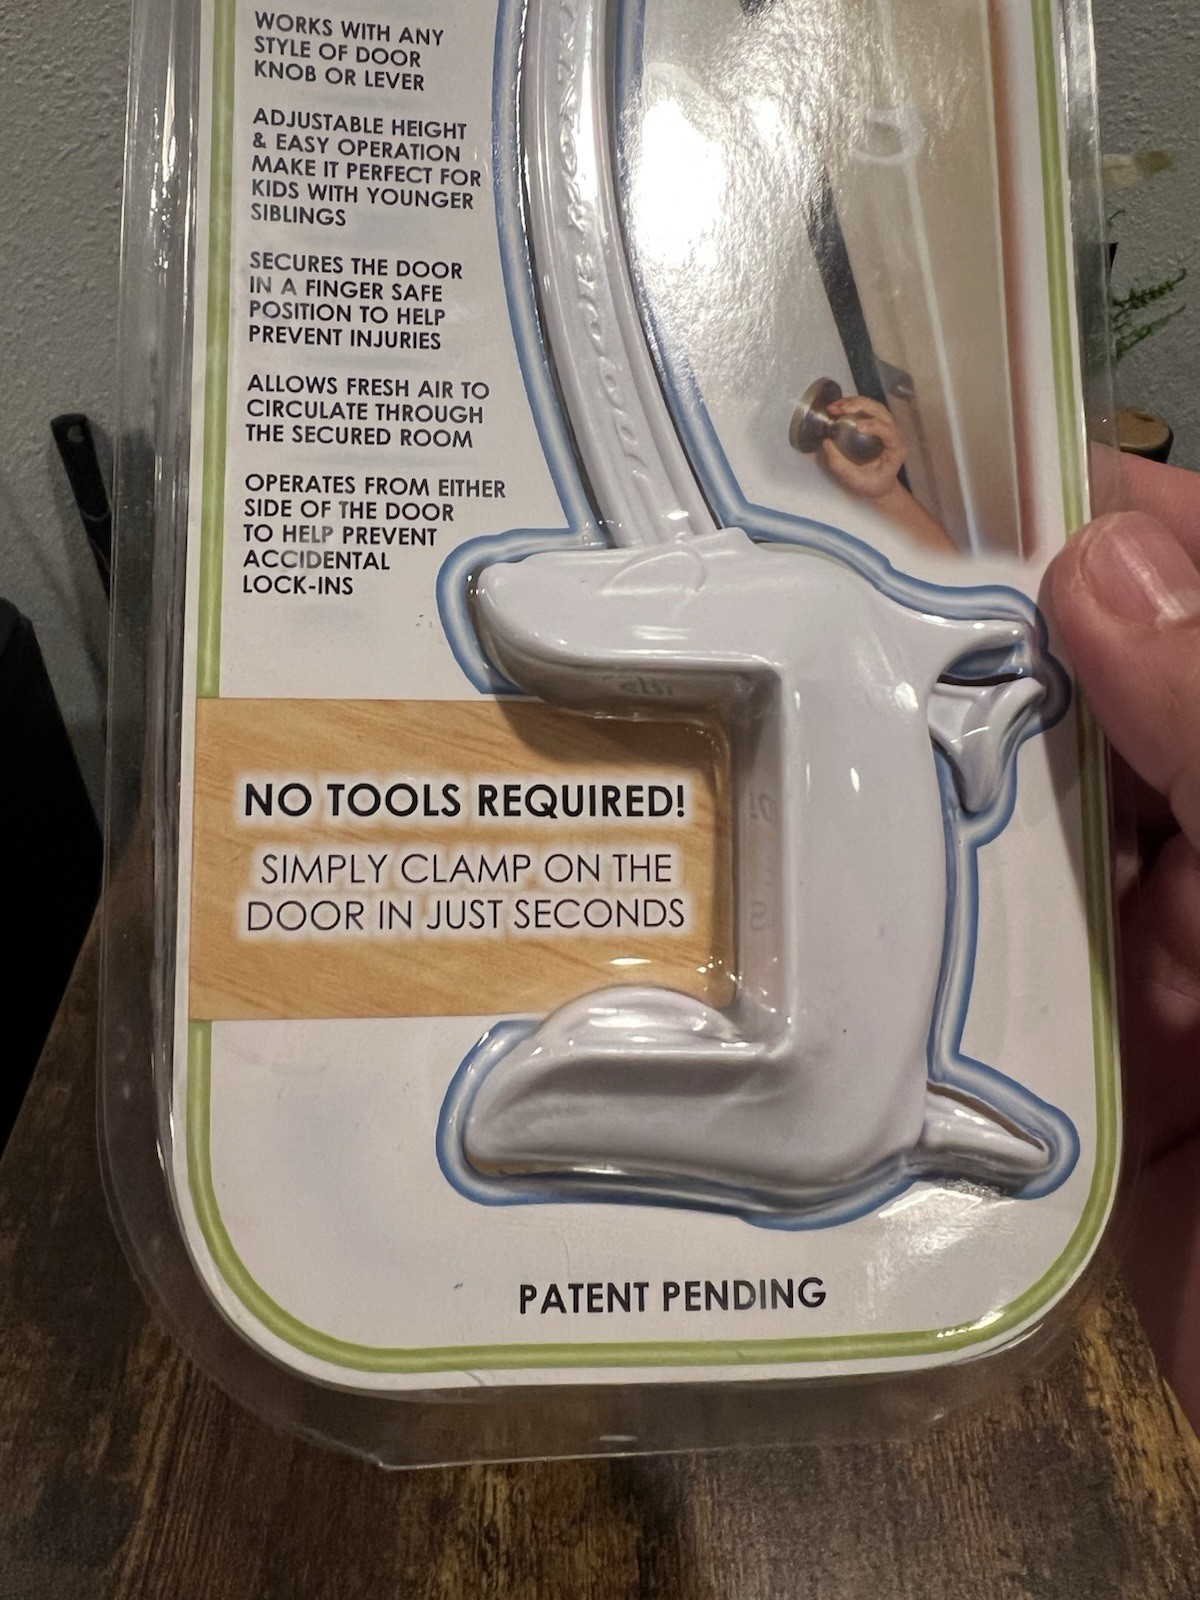 WORKS WITH ANY
STYLE OF DOOR
KNOB OR LEVER
ADJUSTABLE HEIGHT
& EASY OPERATION
MAKE IT PERFECT FOR
KIDS WITH YOUNGER
SIBLINGS
SECURES THE DOOR
IN A FINGER SAFE
POSITION TO HELP
PREVENT INJURIES
ALLOWS FRESH AIR TO
CIRCULATE THROUGH
THE SECURED ROOM
OPERATES FROM EITHER
SIDE OF THE DOOR
TO HELP PREVENT
ACCIDENTAL
LOCK-INS
NO TOOLS REQUIRED!
SIMPLY CLAMP ON THE
DOOR IN JUST SECONDS
PATENT PENDING